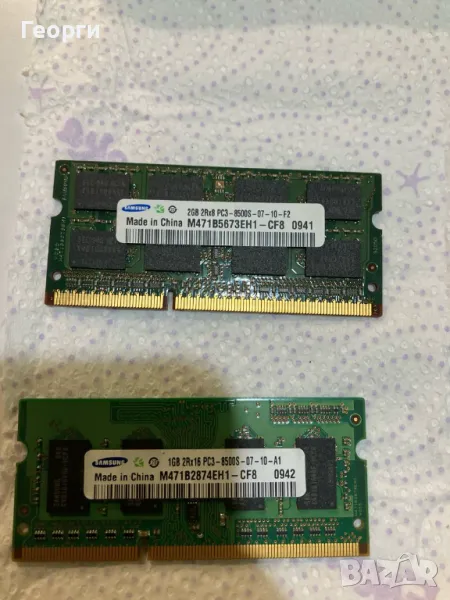 Георги
SAMSUNG
2GB 2Rx8 PC3-8500S-07-10-F2
Made in China M471B5673EH1-CF8 0941
SAMSUNG
1GB 2Rx16 PC3-8500S-07-10-A1
Made in China M471B2874EH1-CF8 0942
BAZAR